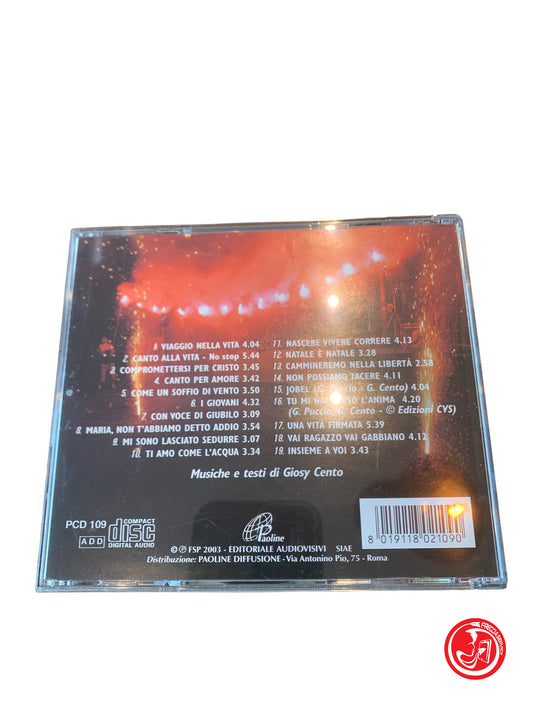 1. VIAGGIO NELLA VITA 4.04
2. CANTO ALLA VITA - No stop 5.44
3. COMPROMETTERSI PER CRISTO 3.45
4. CANTO PER AMORE 3.42
5. COME UN SOFFIO DI VENTO 3.50
6. I GIOVANI 4.32
7. CON VOCE DI GIUBILO 3.09
8. MARIA, NON T'ABBIAMO DETTO ADDIO 3.54
9. MI SONO LASCIATO SEDURRE 3.07
10. TI AMO COME L'ACQUA 3.34
11. NASCERE VIVERE CORRERE 4.13
12. NATALE È NATALE 3.28
13. CAMMINEREMO NELLA LIBERTÀ 2.58
14. NON POSSIAMO TACERE 4.11
15. JOBEL (G. Puccio - G. Cento) 4.04
16. TU MI HAI L'ANIMA 4.20
(G. Puccio, G. Cento - © Edizioni CVS)
17. UNA VITA FIRMATA 5.39
18. VAI RAGAZZO VAI GABBIANO 4.12
19. INSIEME A VOI 3.43
Musiche e testi di Giosy Cento
PCD 109
COMPACT
disc
DIGITAL AUDIO
ADD
Paoline
© ℗ FSP 2003 - EDITORIALE AUDIOVISIVI SIAE
Distribuzione: PAOLINE DIFFUSIONE - Via Antonino Pio, 75 - Roma
8 019118 021090